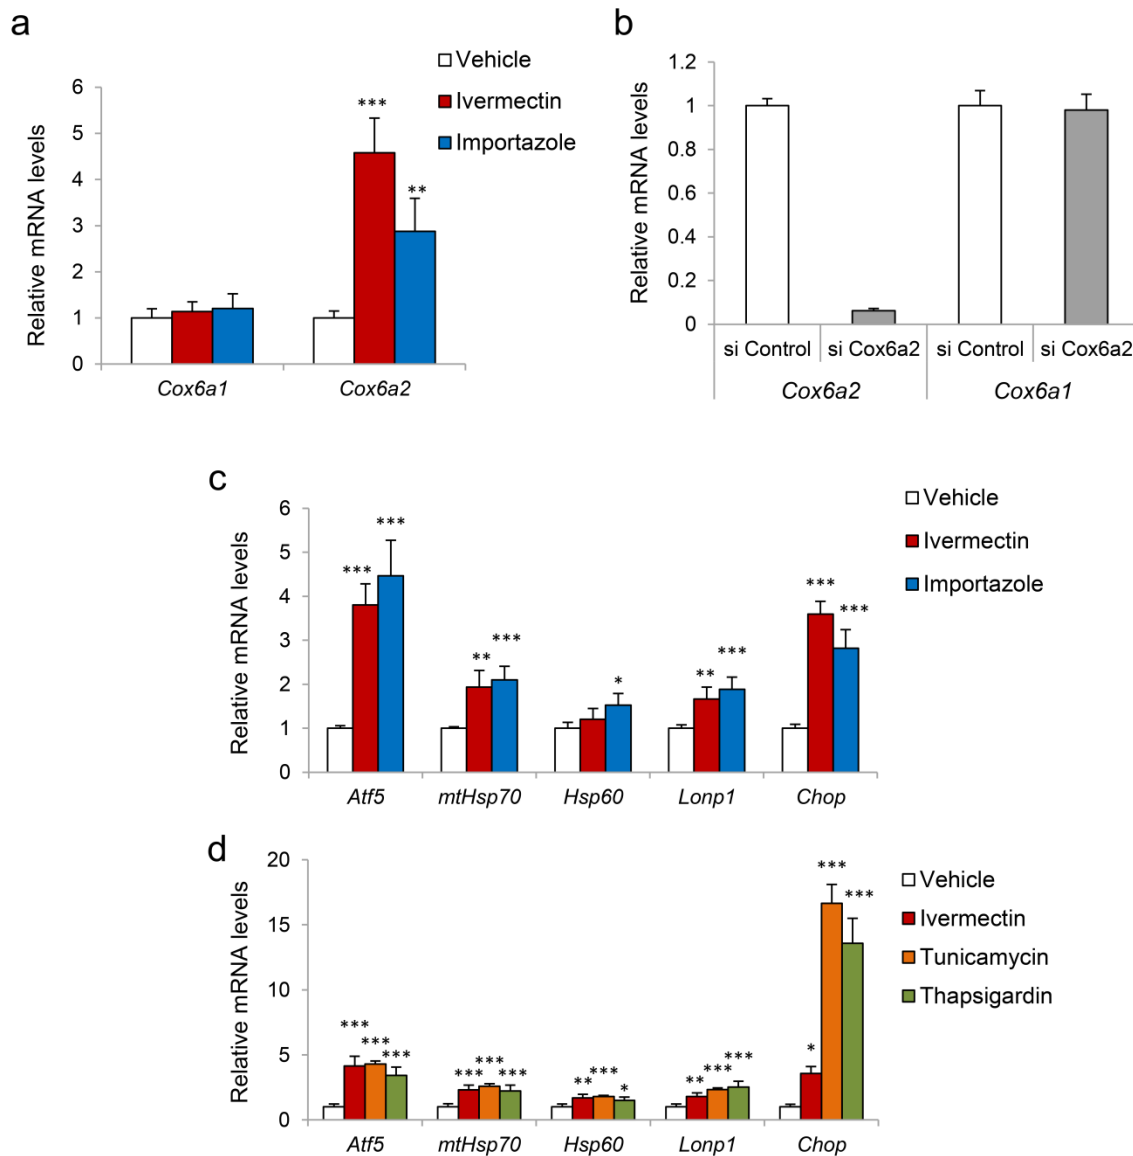 a
Relative mRNA levels
6
5
4
3
2
1
0
***
**
Vehicle
Ivermectin
Importazole
Cox6a1
Cox6a2
b
Relative mRNA levels
1.2
1
0.8
0.6
0.4
0.2
0
si Control
si Cox6a2
si Control
si Cox6a2
Cox6a2
Cox6a1
c
Relative mRNA levels
6
5
4
3
2
1
0
***
***
**
***
*
**
***
***
***
Vehicle
Ivermectin
Importazole
Atf5
mtHsp70
Hsp60
Lonp1
Chop
d
Relative mRNA levels
20
15
10
5
0
***
***
***
***
***
***
**
***
*
**
***
***
*
***
***
Vehicle
Ivermectin
Tunicamycin
Thapsigardin
Atf5
mtHsp70
Hsp60
Lonp1
Chop